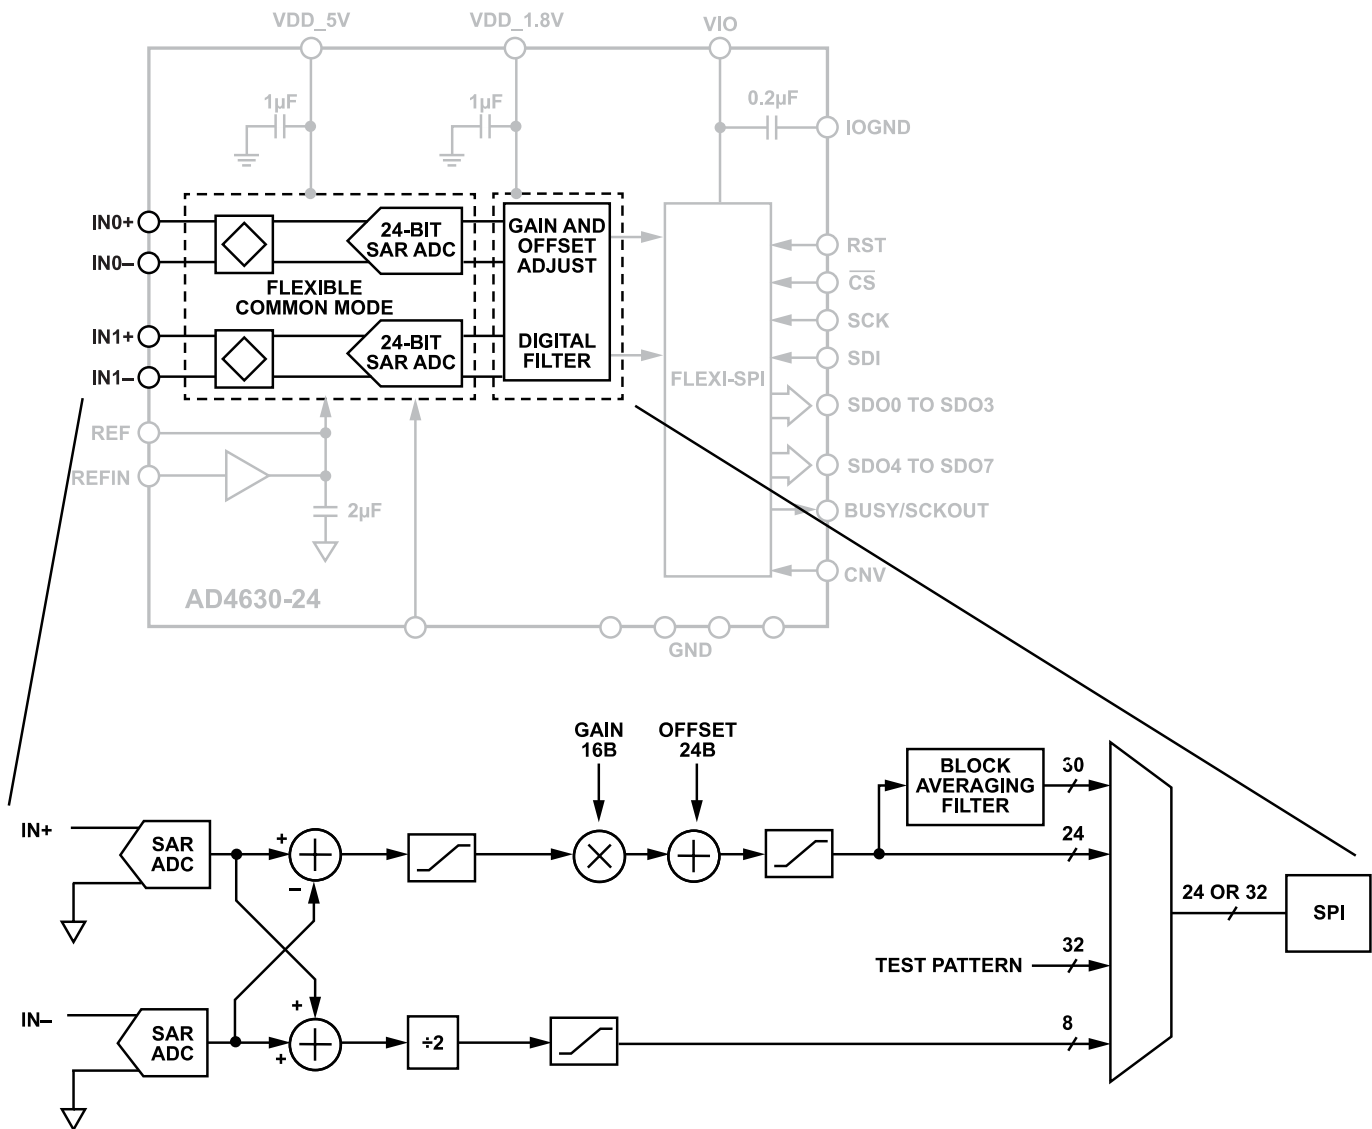 VDD_5V
VDD_1.8V
VIO
1µF
1µF
0.2µF
IOGND
IN0+
IN0–
24-BIT
SAR ADC
GAIN AND
OFFSET
ADJUST
FLEXIBLE
COMMON MODE
IN1+
IN1–
24-BIT
SAR ADC
DIGITAL
FILTER
FLEXI-SPI
RST
CS
SCK
SDI
SDO0 TO SDO3
SDO4 TO SDO7
BUSY/SCKOUT
CNV
REF
REFIN
2µF
AD4630-24
GND
GAIN
16B
OFFSET
24B
BLOCK
AVERAGING
FILTER
30
IN+
SAR
ADC
+
–
24
24 OR 32
SPI
TEST PATTERN
32
IN–
SAR
ADC
+
+
÷2
8